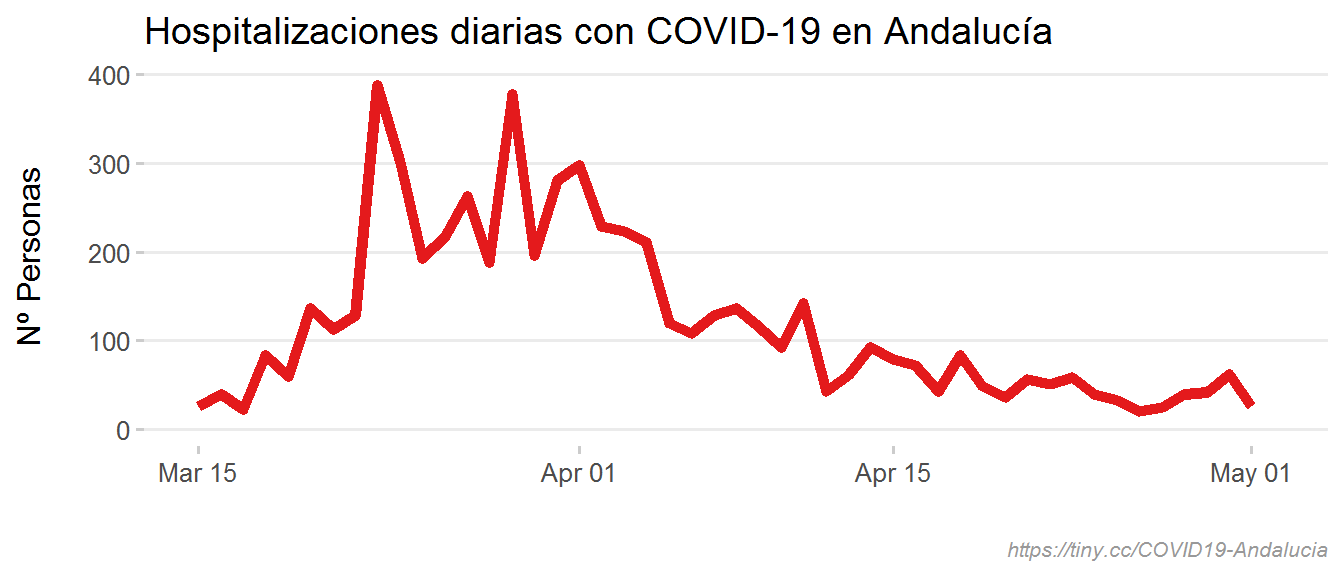 Hospitalizaciones diarias con COVID-19 en Andalucía
Nº Personas
400
300
200
100
0
Mar 15
Apr 01
Apr 15
May 01
https://tiny.cc/COVID19-Andalucia